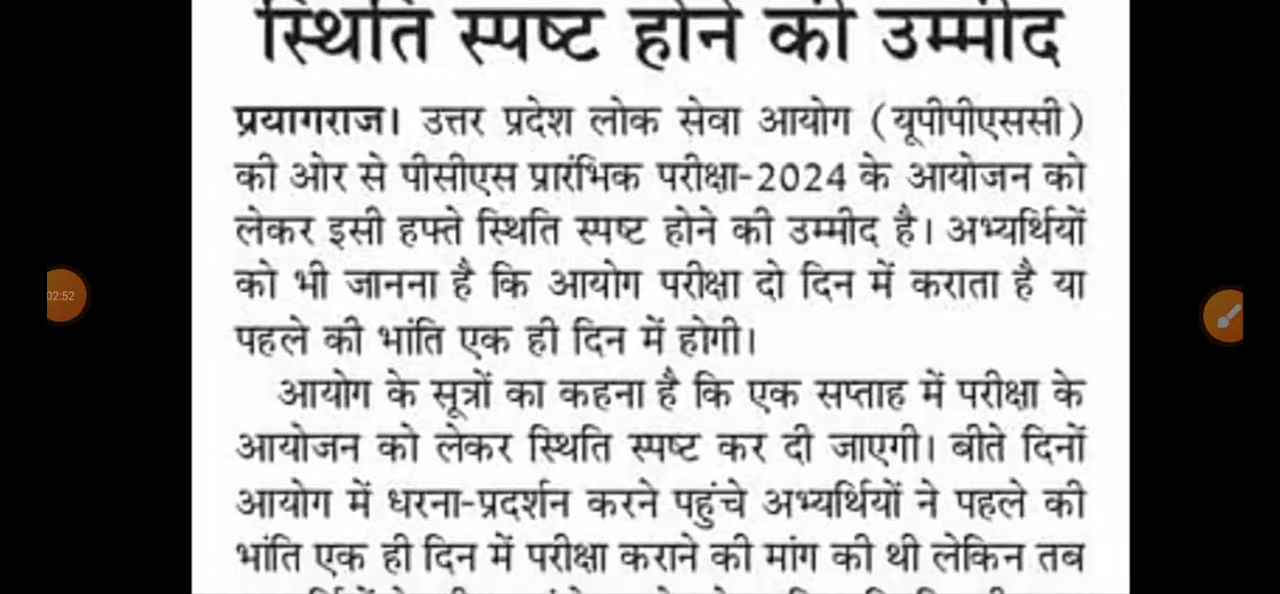 स्थिति स्पष्ट होने की उम्मीद
प्रयागराज। उत्तर प्रदेश लोक सेवा आयोग (यूपीपीएससी)
की ओर से पीसीएस प्रारंभिक परीक्षा-2024 के आयोजन को
लेकर इसी हफ्ते स्थिति स्पष्ट होने की उम्मीद है। अभ्यर्थियों
को भी जानना है कि आयोग परीक्षा दो दिन में कराता है या
पहले की भांति एक ही दिन में होगी।
आयोग के सूत्रों का कहना है कि एक सप्ताह में परीक्षा के
आयोजन को लेकर स्थिति स्पष्ट कर दी जाएगी। बीते दिनों
आयोग में धरना-प्रदर्शन करने पहुंचे अभ्यर्थियों ने पहले की
भांति एक ही दिन में परीक्षा कराने की मांग की थी लेकिन तब
02:52